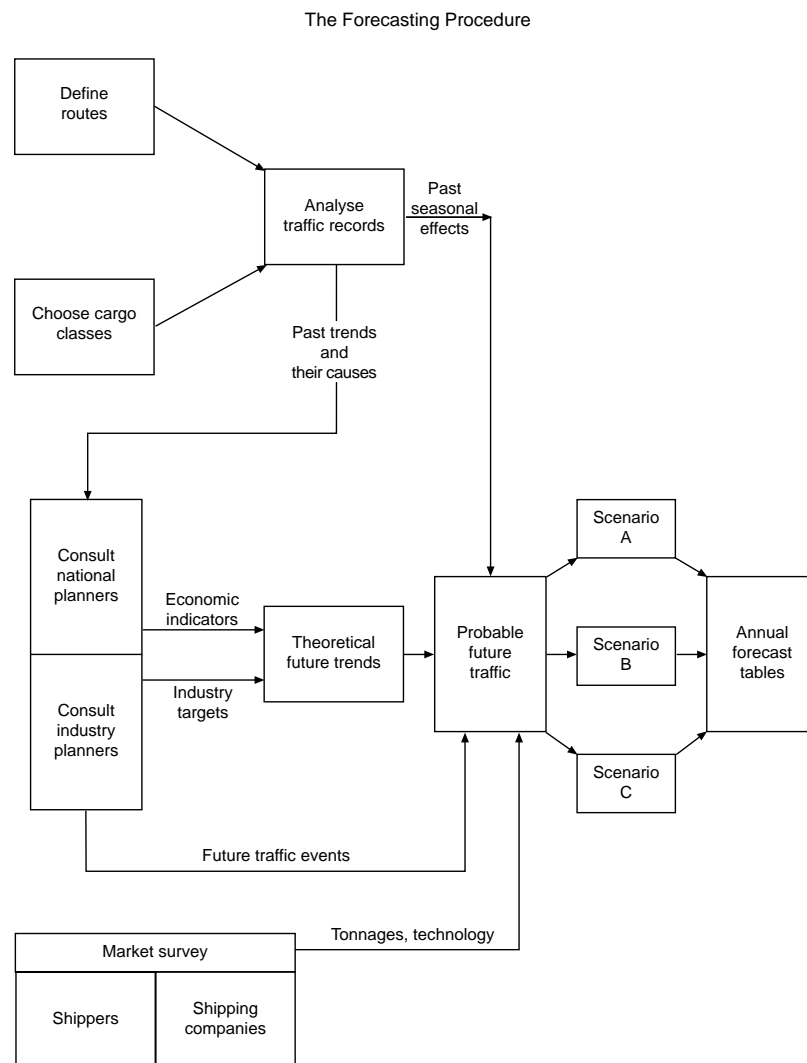 The Forecasting Procedure
Define
routes
Analyse
traffic records
Past
seasonal
effects
Choose cargo
classes
Past trends
and
their causes
Consult
national
planners
Economic
indicators
Theoretical
future trends
Industry
targets
Consult
industry
planners
Probable
future
traffic
Scenario
A
Scenario
B
Scenario
C
Annual
forecast
tables
Future traffic events
Tonnages, technology
Market survey
Shippers
Shipping
companies